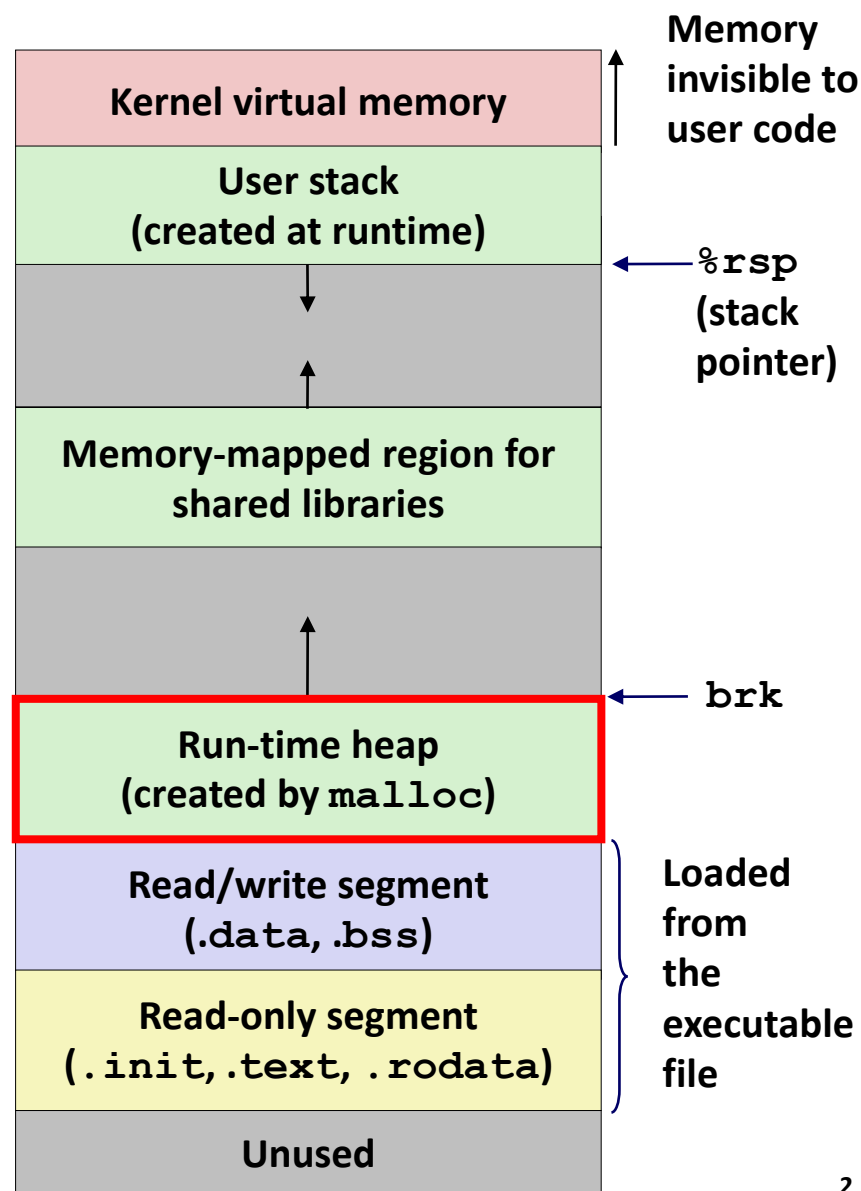 Memory
invisible to
user code
Kernel virtual memory
User stack
(created at runtime)
%rsp
(stack
pointer)
Memory-mapped region for
shared libraries
brk
Run-time heap
(created by malloc)
Read/write segment
(.data, .bss)
Read-only segment
(.init, .text, .rodata)
Loaded
from
the
executable
file
Unused
2